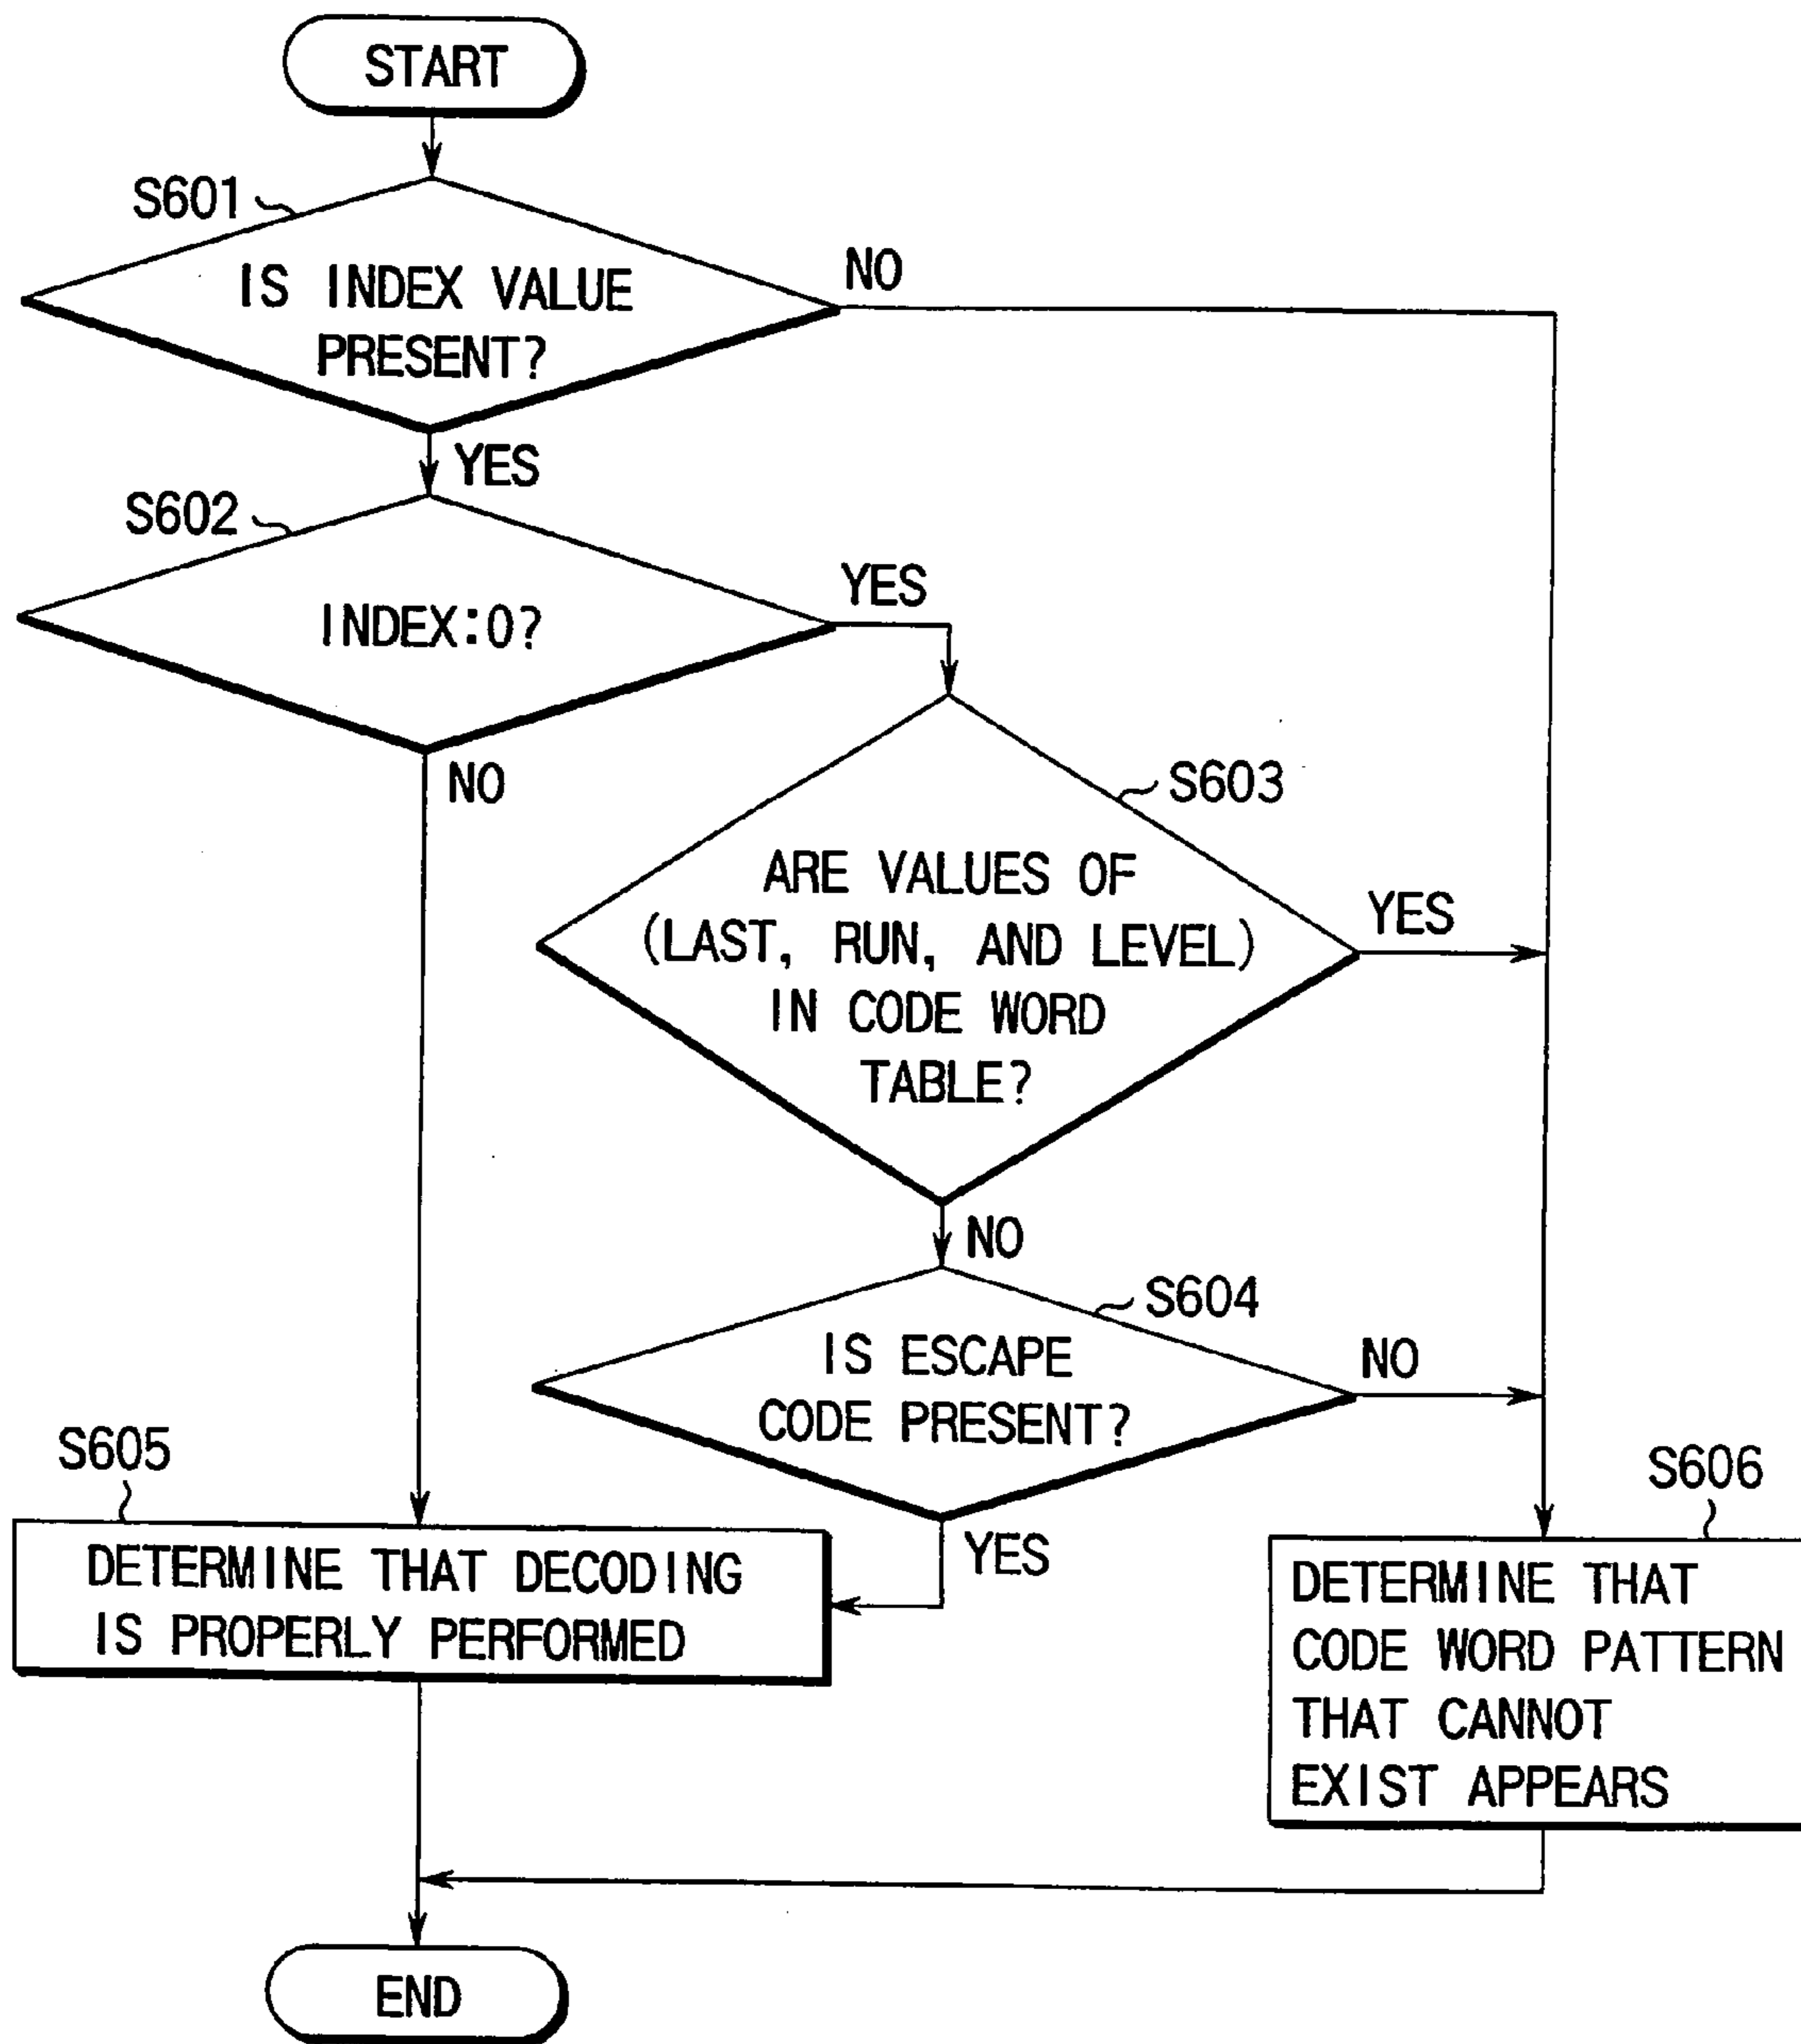 START
S601
IS INDEX VALUE
PRESENT?
NO
YES
S602
INDEX:0?
YES
NO
S603
ARE VALUES OF
(LAST, RUN, AND LEVEL)
IN CODE WORD
TABLE?
YES
NO
S604
IS ESCAPE
CODE PRESENT?
NO
YES
S605
DETERMINE THAT DECODING
IS PROPERLY PERFORMED
S606
DETERMINE THAT
CODE WORD PATTERN
THAT CANNOT
EXIST APPEARS
END